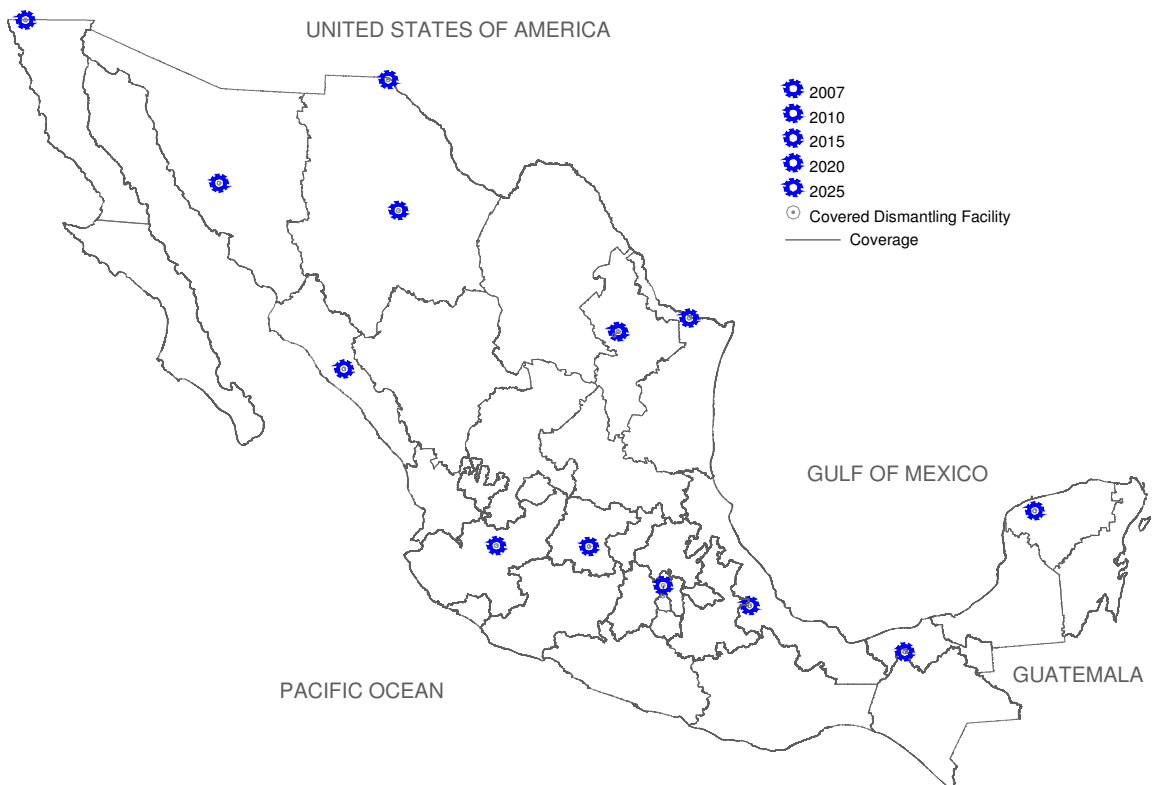 UNITED STATES OF AMERICA
2007
2010
2015
2020
2025
Covered Dismantling Facility
Coverage
GULF OF MEXICO
GUATEMALA
PACIFIC OCEAN